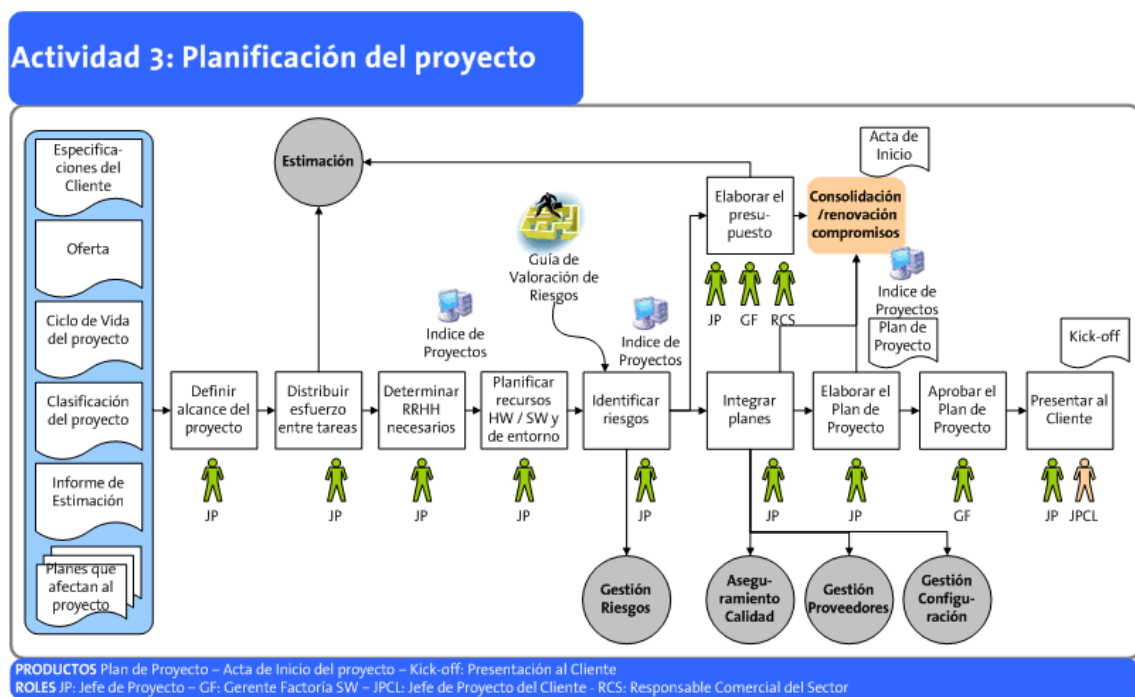 Actividad 3: Planificación del proyecto
Especifica-
ciones del
Cliente
Oferta
Ciclo de Vida
del proyecto
Clasificación
del proyecto
Informe de
Estimación
Planes que
afectan al
proyecto
Estimación
Guía de
Valoración de
Riesgos
Indice de
Proyectos
Indice de
Proyectos
Elaborar el
presu-
puesto
JP
GF
RCS
Acta de
Inicio
Consolidación
/renovación
compromisos
Indice de
Proyectos
Plan de
Proyecto
Kick-off
Definir
alcance del
proyecto
JP
Distribuir
esfuerzo
entre tareas
JP
Determinar
RRHH
necesarios
JP
Planificar
recursos
HW / SW y
de entorno
JP
Identificar
riesgos
JP
Integrar
planes
JP
Elaborar el
Plan de
Proyecto
JP
Aprobar el
Plan de
Proyecto
GF
Presentar al
Cliente
JP
JPCL
Gestión
Riesgos
Asegu-
ramiento
Calidad
Gestión
Proveedores
Gestión
Configu-
ración
PRODUCTOS Plan de Proyecto – Acta de Inicio del proyecto – Kick-off: Presentación al Cliente
ROLES JP: Jefe de Proyecto – GF: Gerente Factoría SW – JPCL: Jefe de Proyecto del Cliente - RCS: Responsable Comercial del Sector